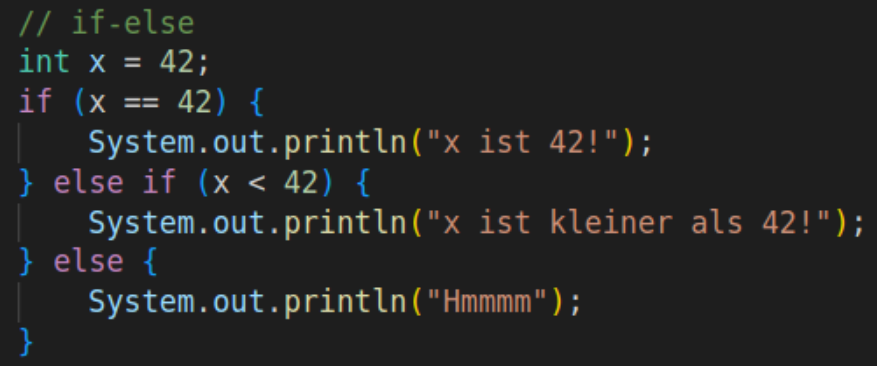 // if-else
int x = 42;
if (x == 42) {
    System.out.println("x ist 42!");
} else if (x < 42) {
    System.out.println("x ist kleiner als 42!");
} else {
    System.out.println("Hmmmm");
}